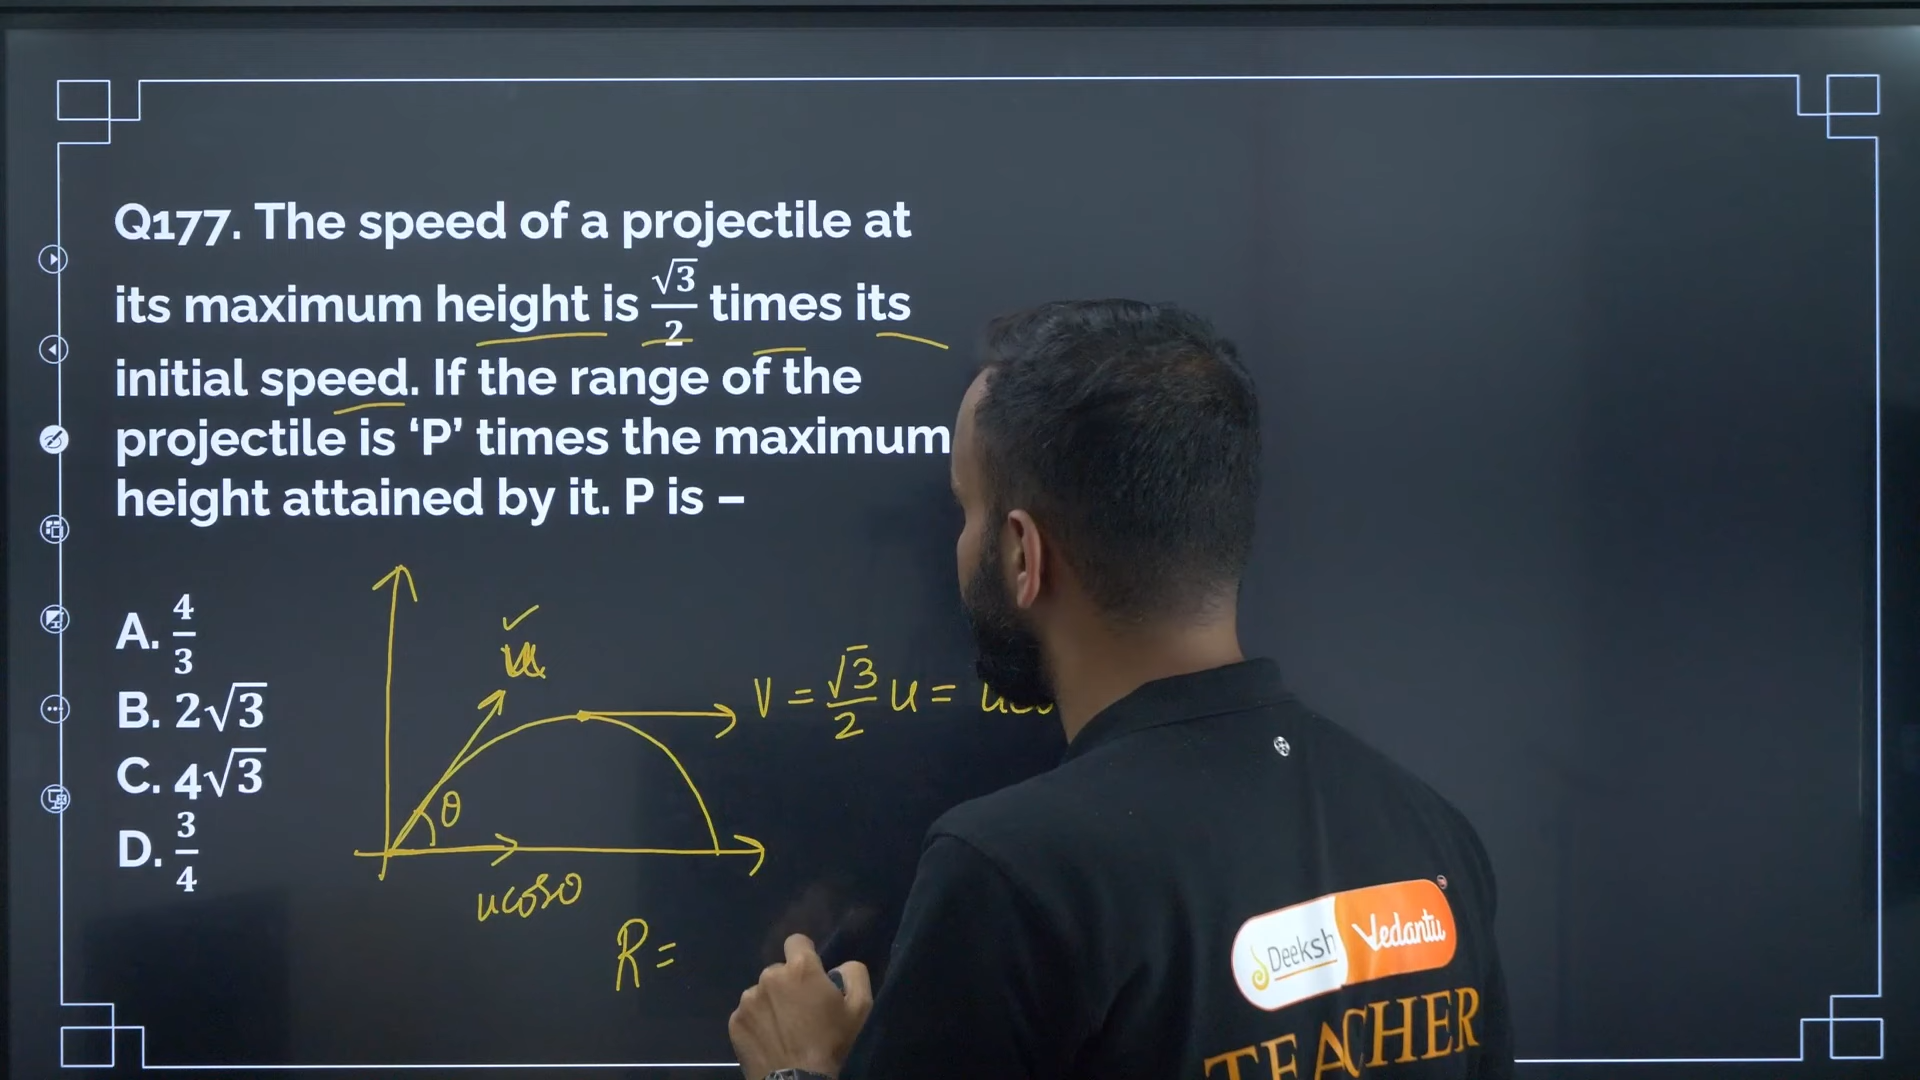 Q177. The speed of a projectile at
its maximum height is √3/2 times its
initial speed. If the range of the
projectile is ‘P’ times the maximum
height attained by it. P is –
A. 4/3
B. 2√3
C. 4√3
D. 3/4
u
V = √3/2 u =
θ
ucosθ
R =
Deeksh
Vedantu
TEACHER